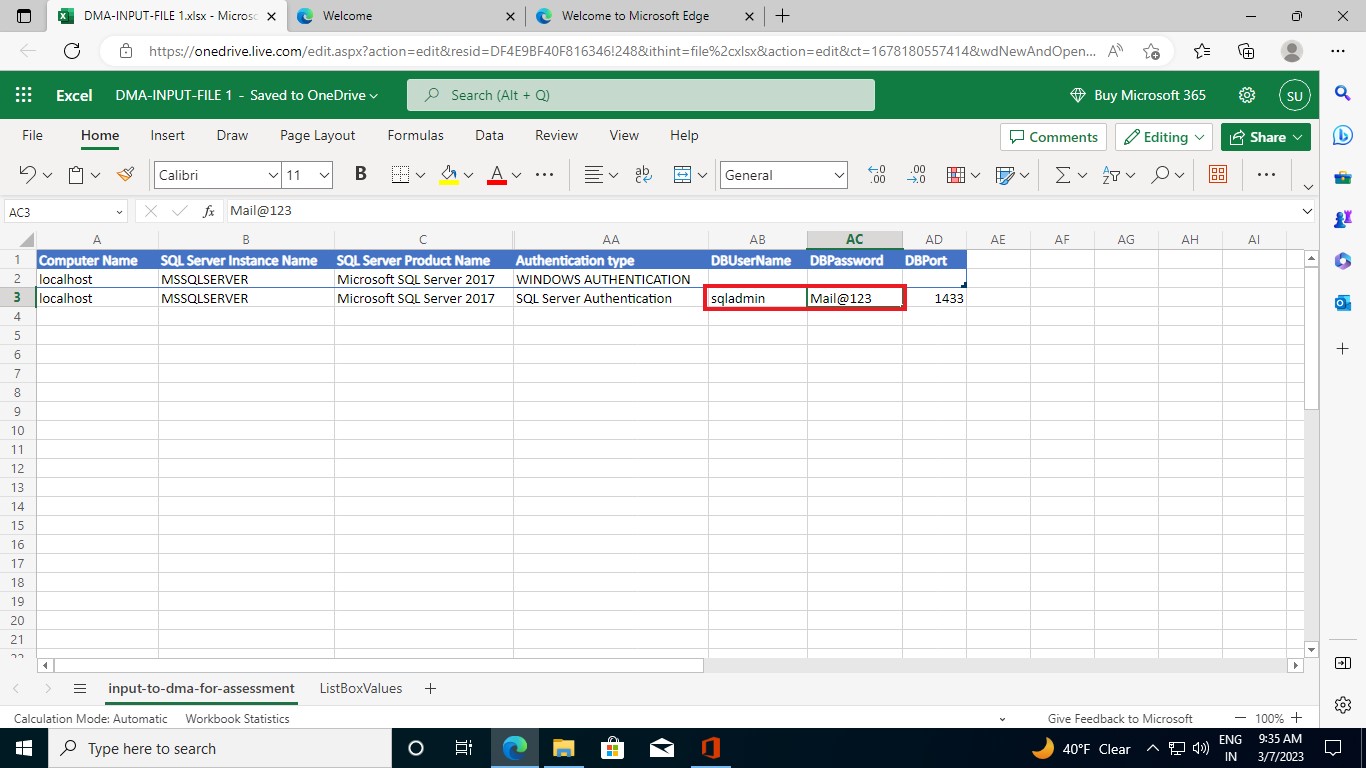 DMA-INPUT-FILE 1.xlsx - Microsc
Welcome
Welcome to Microsoft Edge
https://onedrive.live.com/edit.aspx?action=edit&resid=DF4E9BF40F816346!248&ithint=file%2cxlsx&action=edit&ct=1678180557414&wdNewAndOpen...
Excel DMA-INPUT-FILE 1 - Saved to OneDrive
Search (Alt + Q)
Buy Microsoft 365
SU
File Home Insert Draw Page Layout Formulas Data Review View Help
Comments Editing Share
Calibri 11 B A ab General .00 .00
AC3 fx Mail@123
A B C AA AB AC AD AE AF AG AH AI
1 Computer Name SQL Server Instance Name SQL Server Product Name Authentication type DBUserName DBPassword DBPort
2 localhost MSSQLSERVER Microsoft SQL Server 2017 WINDOWS AUTHENTICATION
3 localhost MSSQLSERVER Microsoft SQL Server 2017 SQL Server Authentication sqladmin Mail@123 1433
4
5
6
7
8
9
10
11
12
13
14
15
16
17
18
19
20
21
input-to-dma-for-assessment ListBoxValues
Calculation Mode: Automatic Workbook Statistics
Give Feedback to Microsoft 100%
Type here to search
40°F Clear
ENG
IN
9:35 AM
3/7/2023